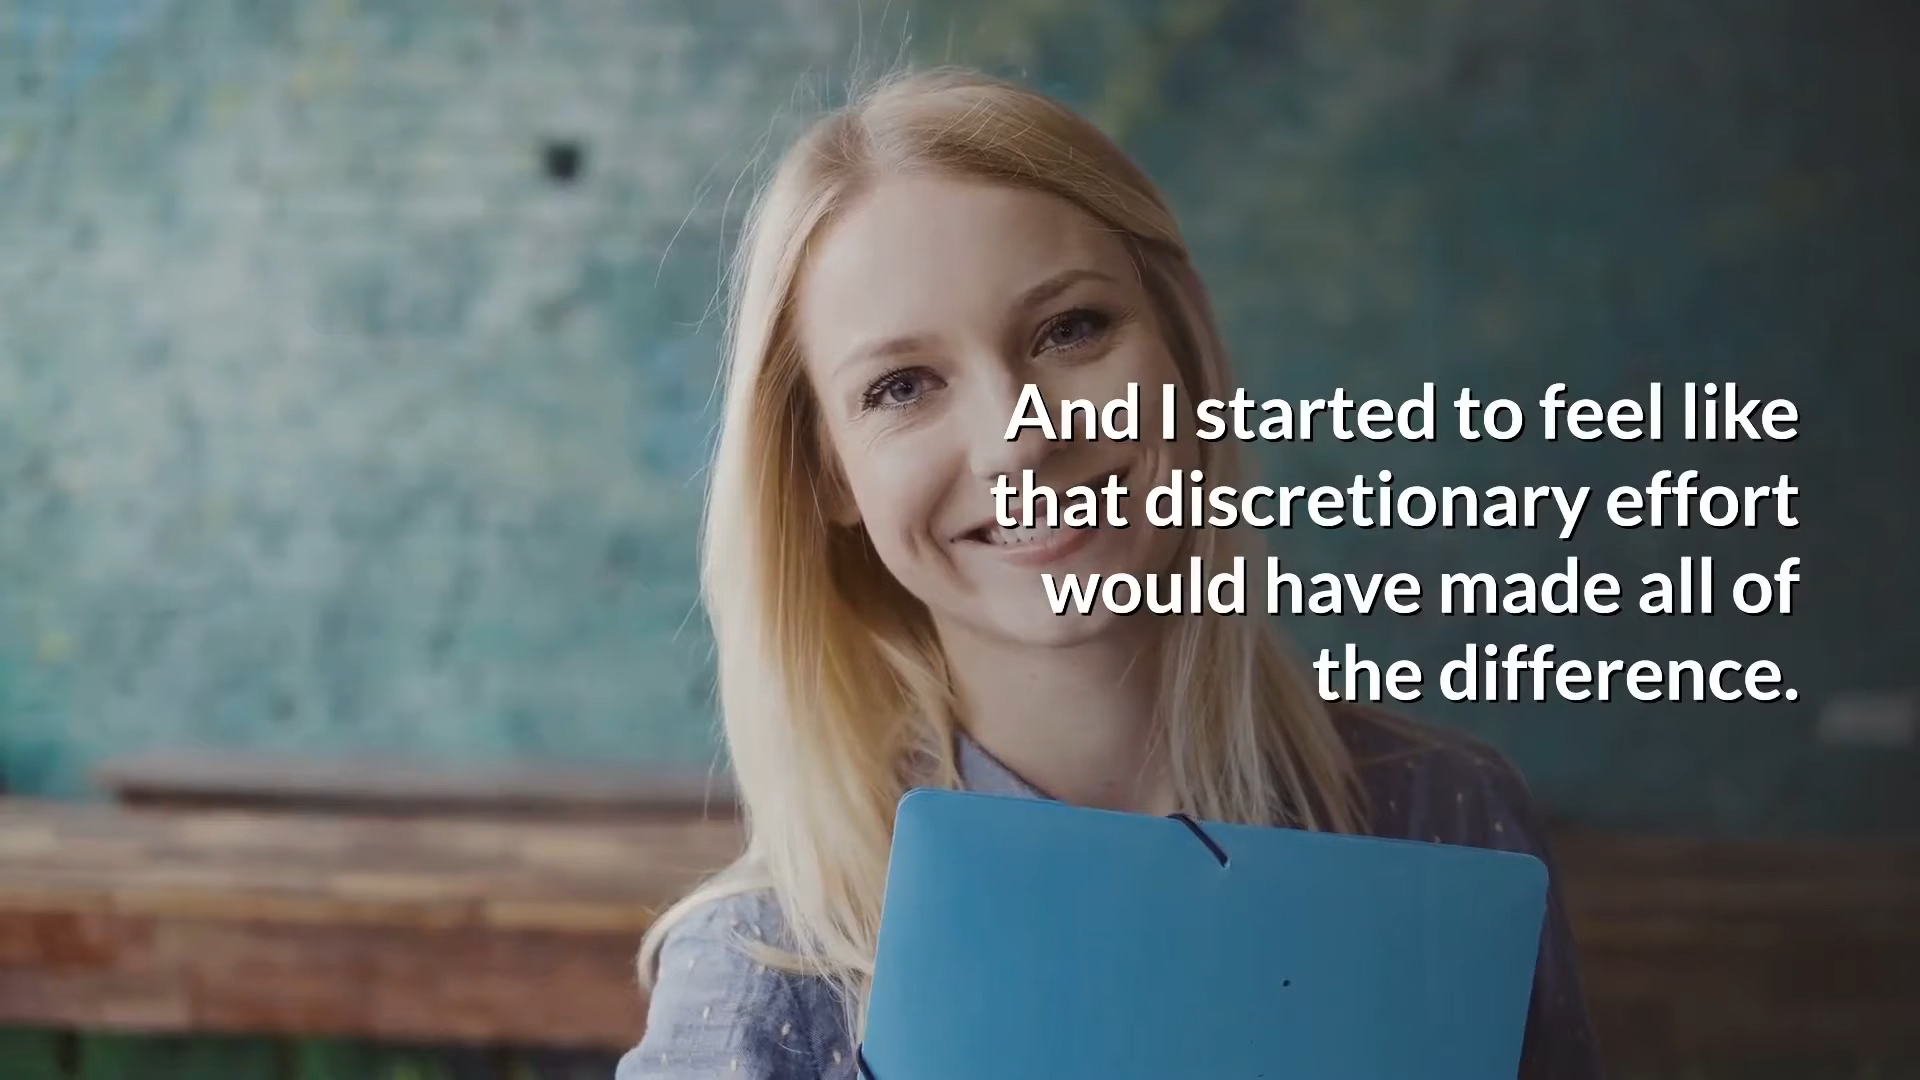 And I started to feel like
that discretionary effort
would have made all of
the difference.